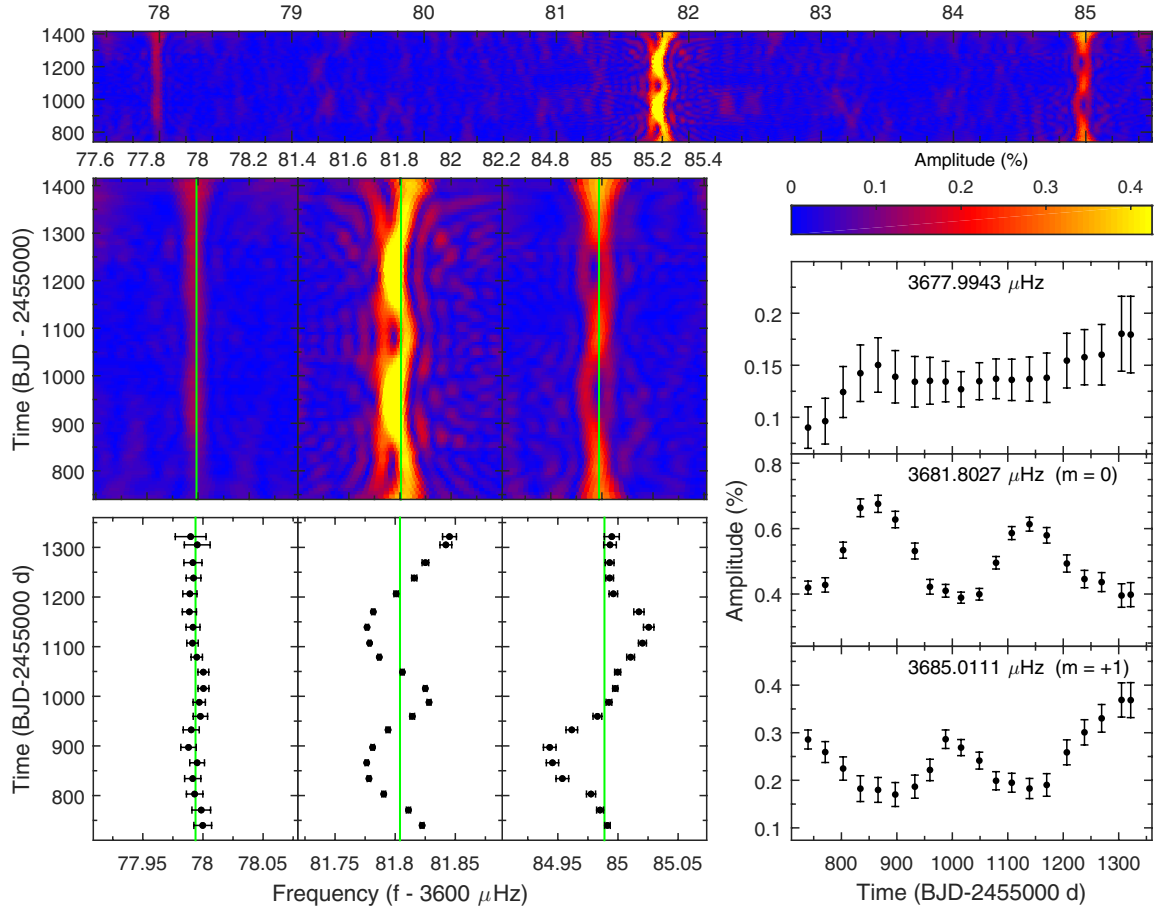 78 79 80 81 82 83 84 85
1400
1200
1000
800
77.6 77.8 78 78.2 81.4 81.6 81.8 82 82.2 84.8 85 85.2 85.4
Amplitude (%)
0 0.1 0.2 0.3 0.4
Time (BJD - 2455000)
1400
1300
1200
1100
1000
900
800
3677.9943 μHz
0.2
0.15
0.1
3681.8027 μHz (m = 0)
0.8
0.6
0.4
3685.0111 μHz (m = +1)
0.4
0.3
0.2
0.1
Amplitude (%)
800 900 1000 1100 1200 1300
Time (BJD-2455000 d)
Time (BJD-2455000 d)
1300
1200
1100
1000
900
800
77.95 78 78.05 81.75 81.8 81.85 84.95 85 85.05
Frequency (f - 3600 μHz)